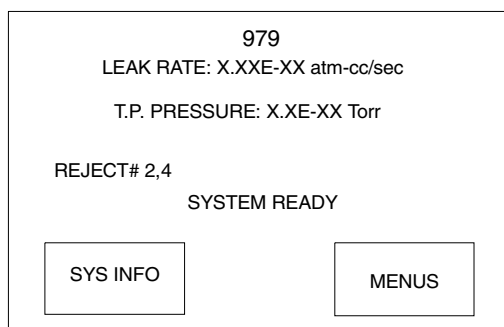 979
LEAK RATE: X.XXE-XX atm-cc/sec
T.P. PRESSURE: X.XE-XX Torr
REJECT# 2,4
SYSTEM READY
SYS INFO
MENUS